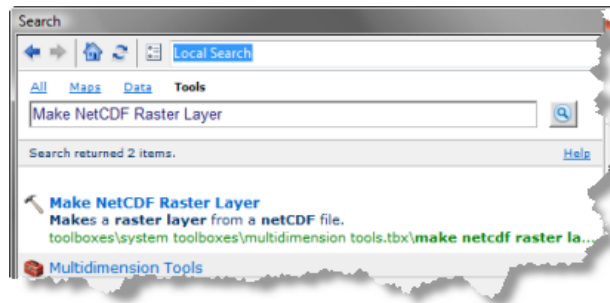 Search
Local Search
All Maps Data Tools
Make NetCDF Raster Layer
Search returned 2 items. Help
Make NetCDF Raster Layer
Makes a raster layer from a netCDF file.
toolboxes\system toolboxes\multidimension tools.tbx\make netcdf raster la...
Multidimension Tools